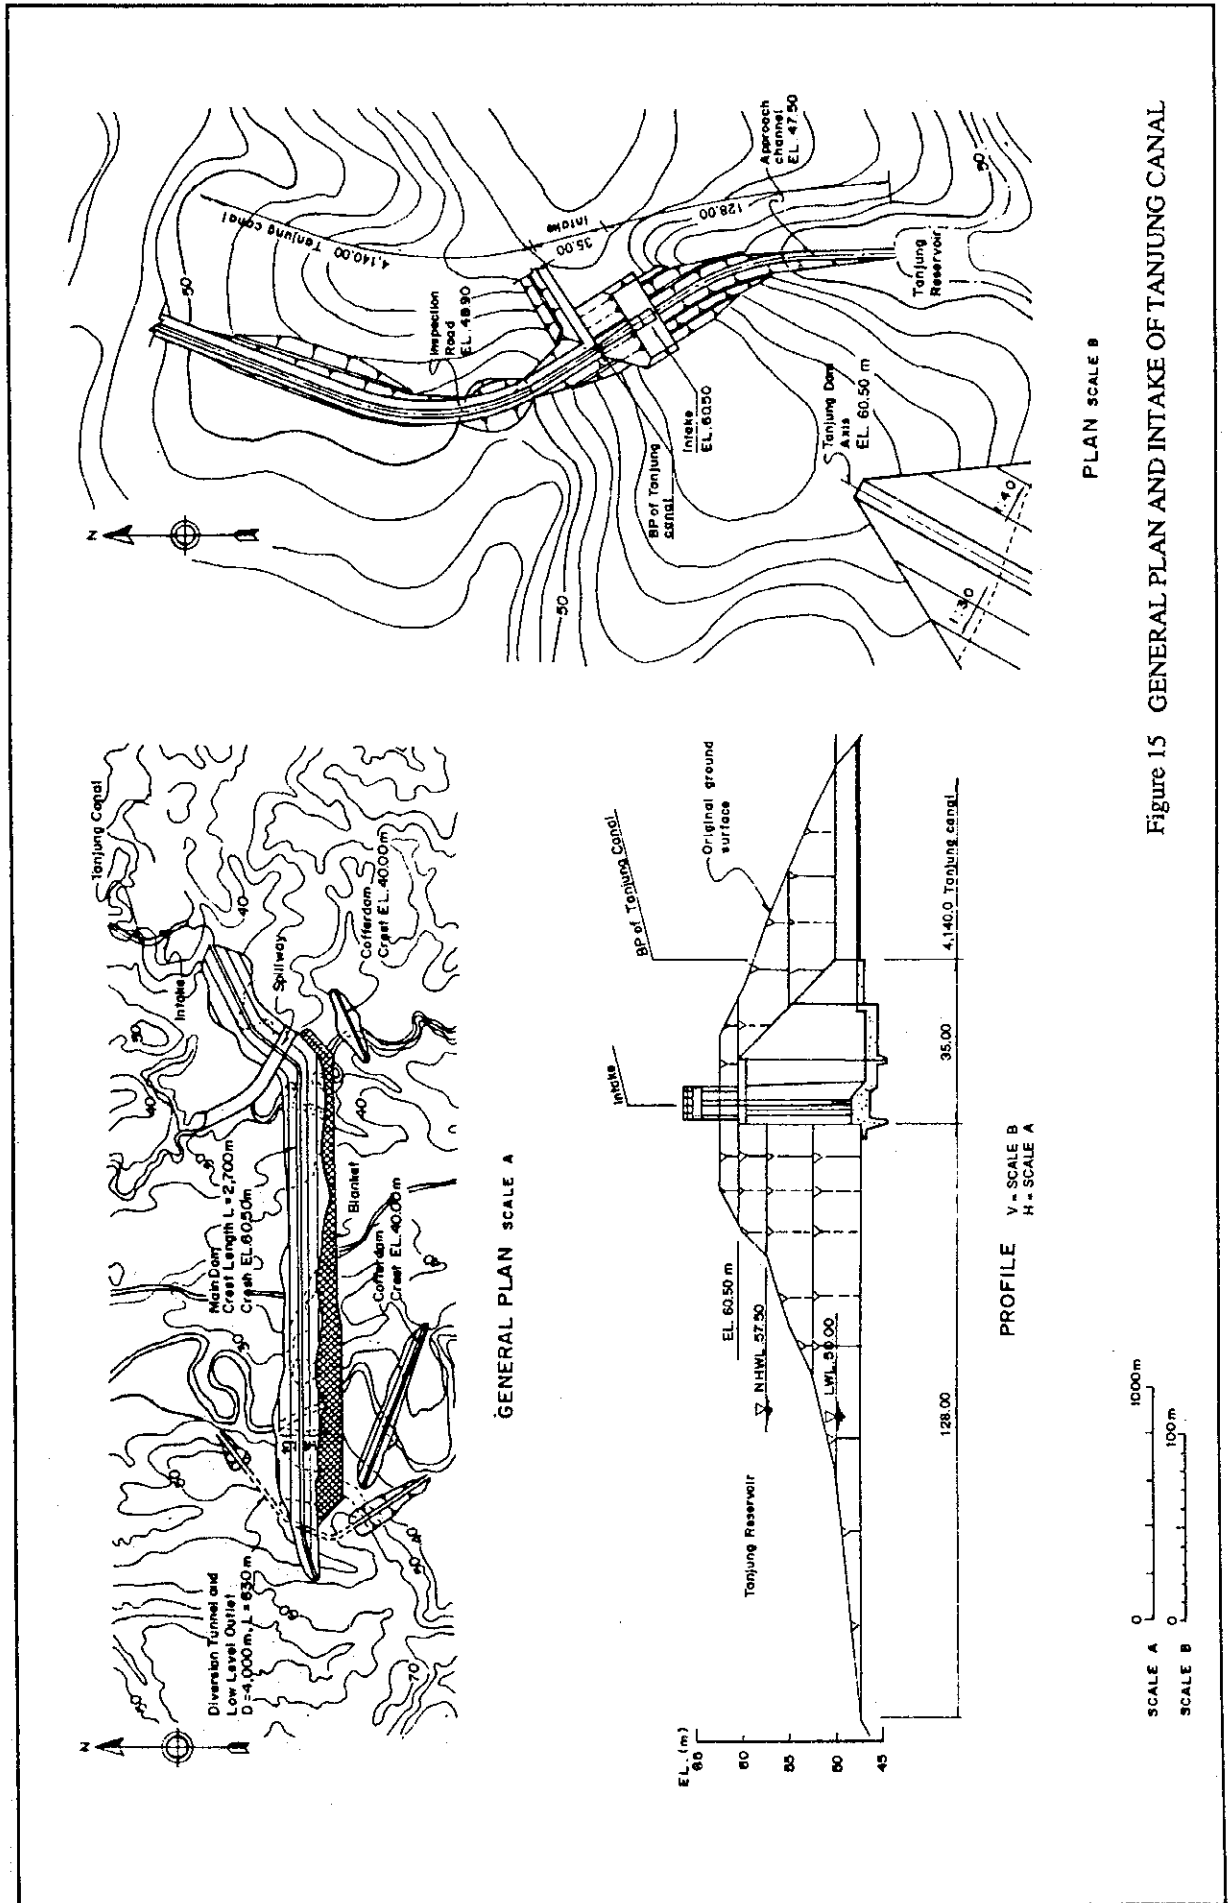 N
Diversion Tunnel and
Low Level Outlet
D = 4,000m, L = 630m
Main Dam
Crest Length L = 2,700m
Crest EL.60.50m
Intake
Tanjung Canal
Spillway
Cofferdam
Crest EL.40.00m
Blanket
Cofferdam
Crest EL.40.00m
40
40
40
50
70
GENERAL PLAN SCALE A
EL. (m)
65
60
55
50
45
Tanjung Reservoir
EL. 60.50 m
NHWL 57.50
LWL 50.00
Intake
BP of Tanjung Canal
Original ground
surface
128.00
35.00
4,140.0 Tanjung canal
PROFILE
V = SCALE B
H = SCALE A
SCALE A
0
1000m
SCALE B
0
100m
N
50
50
50
4,140.00 Tanjung canal
35.00
Intake
128.00
Inspection
Road
EL. 48.90
BP of Tanjung
canal
Intake
EL. 60.50
Approach
channel
EL. 47.50
Tanjung
Reservoir
Tanjung Dam
Axis
EL. 60.50 m
1:3.0
PLAN SCALE B
Figure 15 GENERAL PLAN AND INTAKE OF TANJUNG CANAL